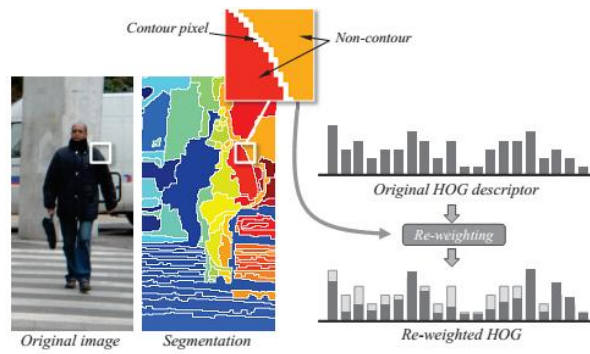 Contour pixel
Non-contour
Original HOG descriptor
Re-weighting
Re-weighted HOG
Original image
Segmentation